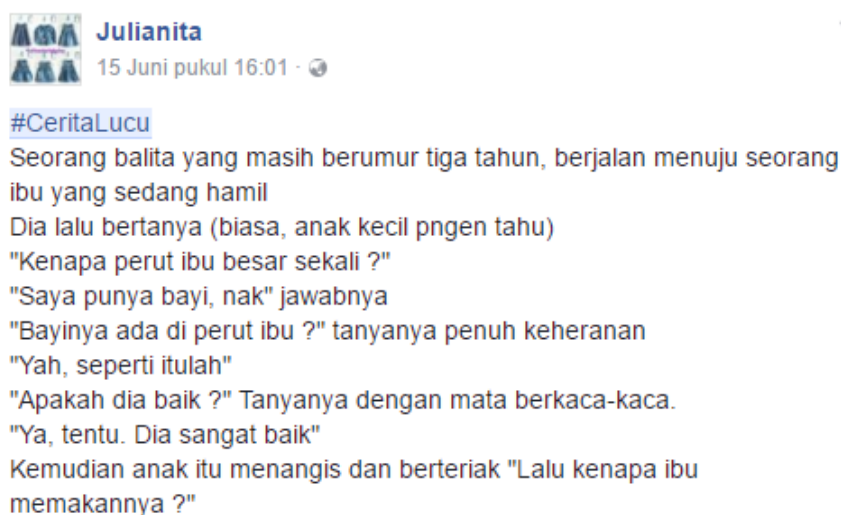 Julianita
15 Juni pukul 16:01 ·
#CeritaLucu
Seorang balita yang masih berumur tiga tahun, berjalan menuju seorang
ibu yang sedang hamil
Dia lalu bertanya (biasa, anak kecil pngen tahu)
"Kenapa perut ibu besar sekali ?"
"Saya punya bayi, nak" jawabnya
"Bayinya ada di perut ibu ?" tanyanya penuh keheranan
"Yah, seperti itulah"
"Apakah dia baik ?" Tanyanya dengan mata berkaca-kaca.
"Ya, tentu. Dia sangat baik"
Kemudian anak itu menangis dan berteriak "Lalu kenapa ibu
memakannya ?"